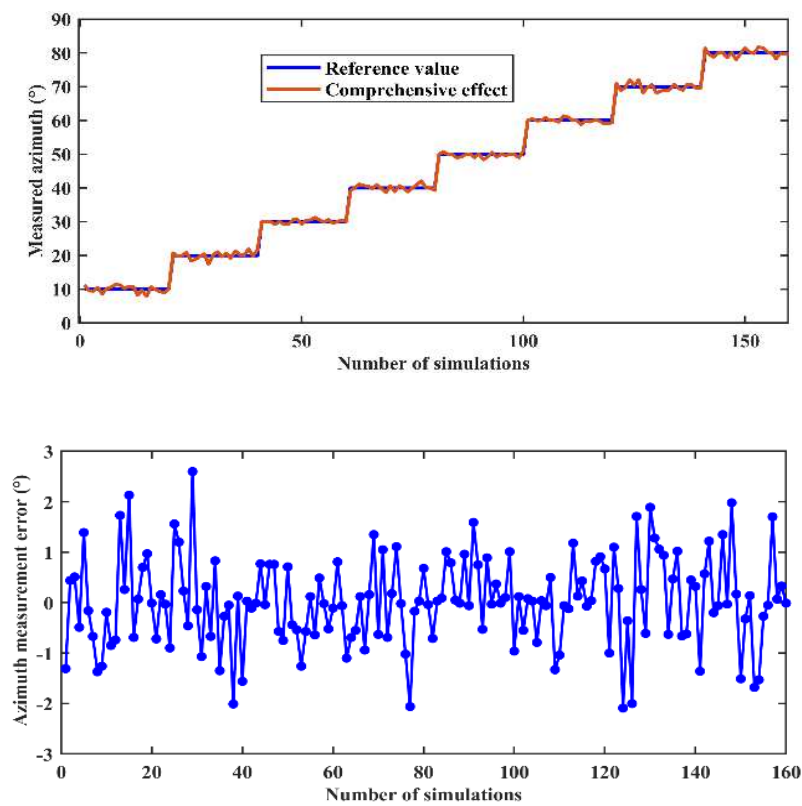 90
80
70
60
50
40
30
20
10
0
Measured azimuth (°)
Reference value
Comprehensive effect
0 50 100 150
Number of simulations
3
2
1
0
-1
-2
-3
Azimuth measurement error (°)
0 20 40 60 80 100 120 140 160
Number of simulations